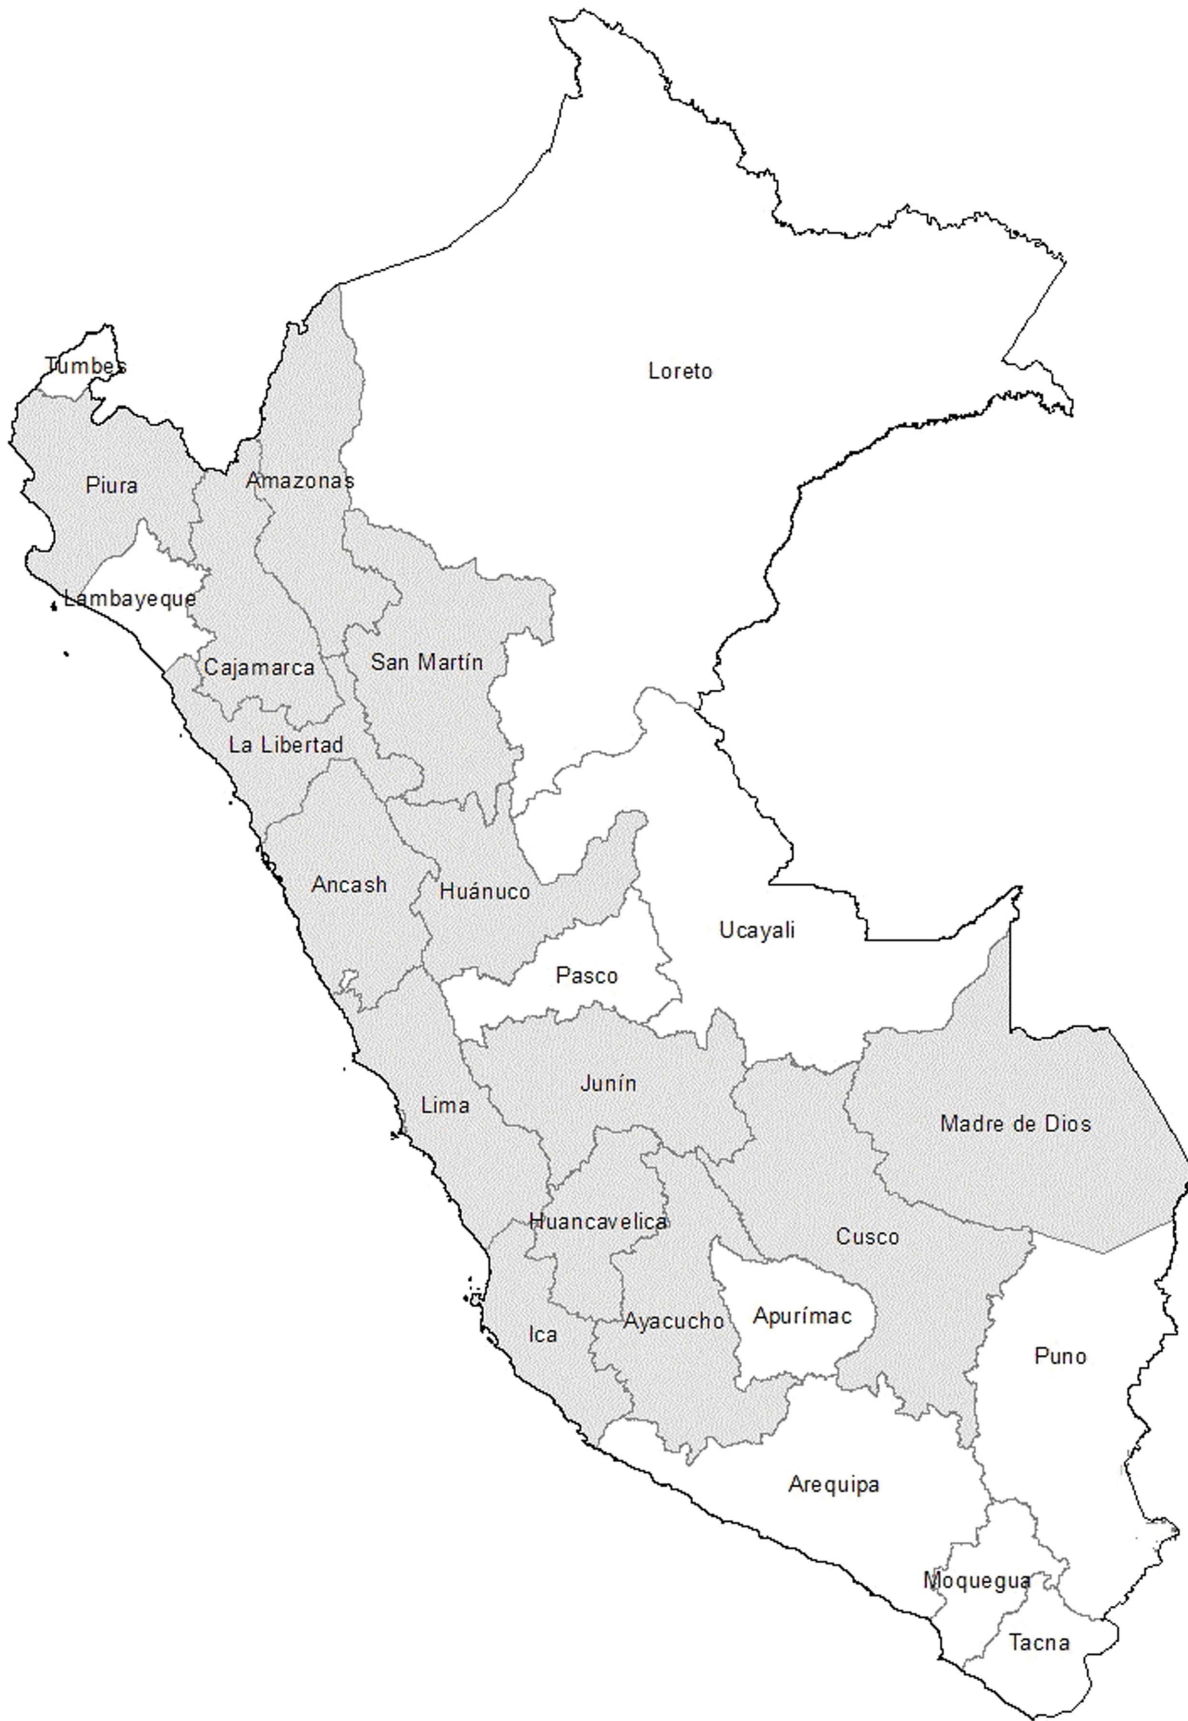 Tumbes
Loreto
Piura
Amazonas
Lambayeque
Cajamarca
San Martín
La Libertad
Ancash
Huánuco
Ucayali
Pasco
Junín
Lima
Madre de Dios
Huancavelica
Cusco
Ica
Ayacucho
Apurímac
Puno
Arequipa
Moquegua
Tacna